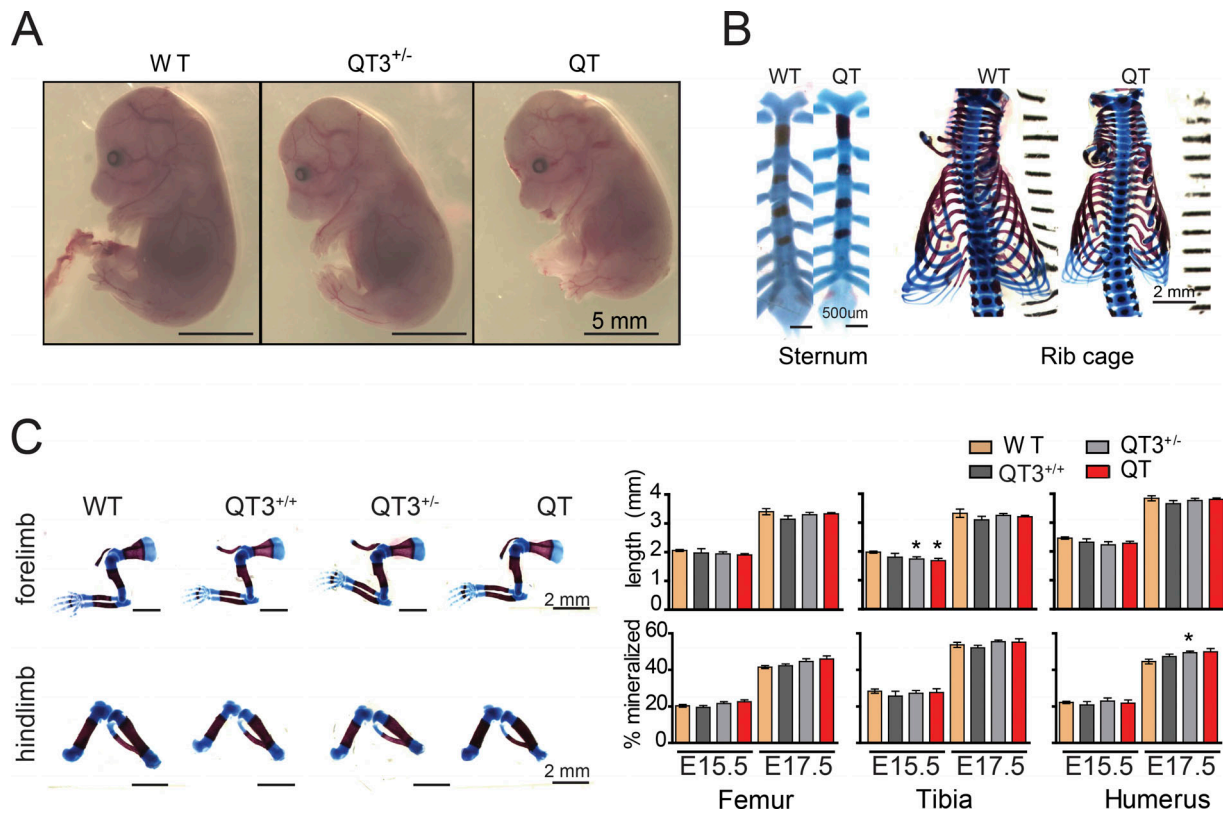 A
W T QT3+/- QT
5 mm
B
WT QT WT QT
500um
2 mm
Sternum Rib cage
C
WT QT3+/+ QT3+/- QT
forelimb
2 mm
hindlimb
2 mm
W T QT3+/-
QT3+/+ QT
length (mm)
4
3
2
1
0
* *
% mineralized
60
40
20
0
*
E15.5 E17.5 E15.5 E17.5 E15.5 E17.5
Femur Tibia Humerus